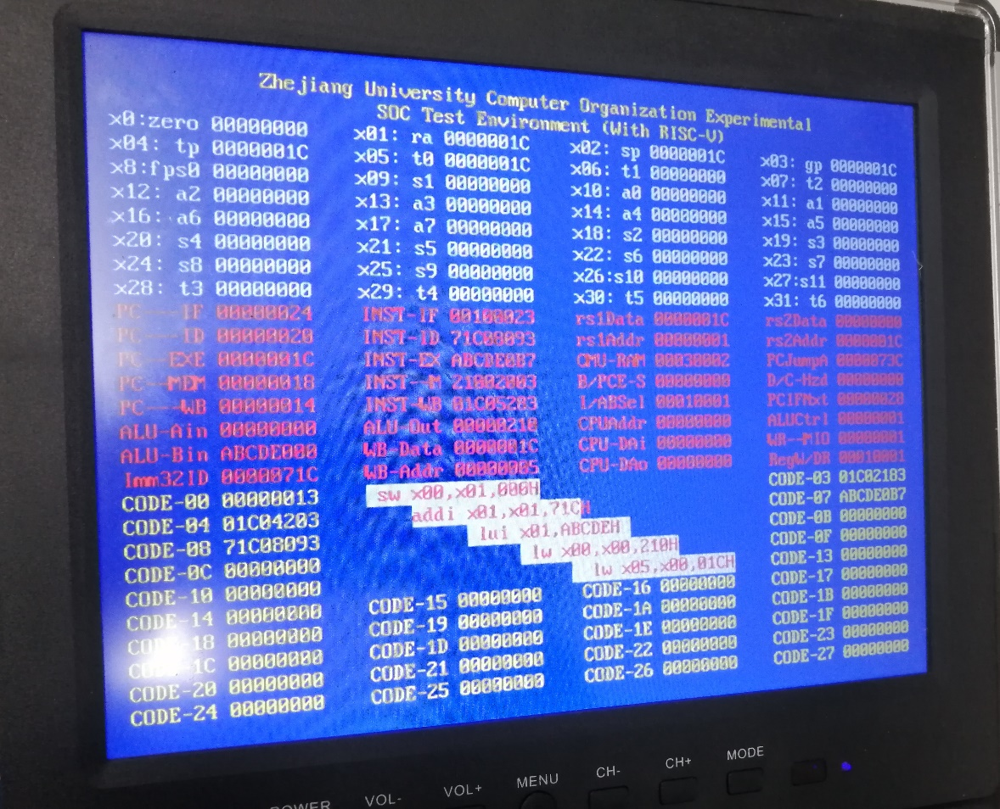 Zhejiang University Computer Organization Experimental
SOC Test Environment (With RISC-V)
x0:zero 00000000 x01: ra 0000001C x02: sp 0000001C x03: gp 0000001C
x04: tp 0000001C x05: t0 0000001C x06: t1 00000000 x07: t2 00000000
x8:fps0 00000000 x09: s1 00000000 x10: a0 00000000 x11: a1 00000000
x12: a2 00000000 x13: a3 00000000 x14: a4 00000000 x15: a5 00000000
x16: a6 00000000 x17: a7 00000000 x18: s2 00000000 x19: s3 00000000
x20: s4 00000000 x21: s5 00000000 x22: s6 00000000 x23: s7 00000000
x24: s8 00000000 x25: s9 00000000 x26:s10 00000000 x27:s11 00000000
x28: t3 00000000 x29: t4 00000000 x30: t5 00000000 x31: t6 00000000
PC---IF 00000024 INST-IF 00100023 rs1Data 0000001C rs2Data 00000000
PC---ID 00000020 INST-ID 71C08093 rs1Addr 00000001 rs2Addr 0000001C
PC--EXE 0000001C INST-EX ABCDE0B7 CMU-RAM 00030002 PCJumpA 0000073C
PC--MEM 00000018 INST--M 21002003 B/PCE-S 00000000 D/C-Hzd 00000000
PC---WB 00000014 INST-WB 01C05283 I/ABSel 00010001 PCIFNxt 00000028
ALU-Ain 00000000 ALU-Out 00000210 CPUAddr 00000000 ALUCtrl 00000001
ALU-Bin ABCDE000 WB-Data 0000001C CPU-DAi 00000000 WR--MIO 00000001
Imm32ID 0000071C WB-Addr 00000005 CPU-DAo 00000000 RegW/DR 00010001
CODE-00 00000013 sw x00,x01,000H CODE-03 01C02183
CODE-04 01C04203 addi x01,x01,71CH CODE-07 ABCDE0B7
CODE-08 71C08093 lui x01,ABCDEH CODE-0B 00000000
CODE-0C 00000000 lw x00,x00,210H CODE-0F 00000000
CODE-10 00000000 lw x05,x00,01CH CODE-13 00000000
CODE-14 00000000 CODE-15 00000000 CODE-16 00000000 CODE-17 00000000
18 00000000 CODE-19 00000000 CODE-1A 00000000 CODE-1B 00000000
1C 00000000 CODE-1D 00000000 CODE-1E 00000000 CODE-1F 00000000
CODE-20 00000000 CODE-21 00000000 CODE-22 00000000 CODE-23 00000000
CODE-24 00000000 CODE-25 00000000 CODE-26 00000000 CODE-27 00000000
POWER VOL- VOL+ MENU CH- CH+ MODE